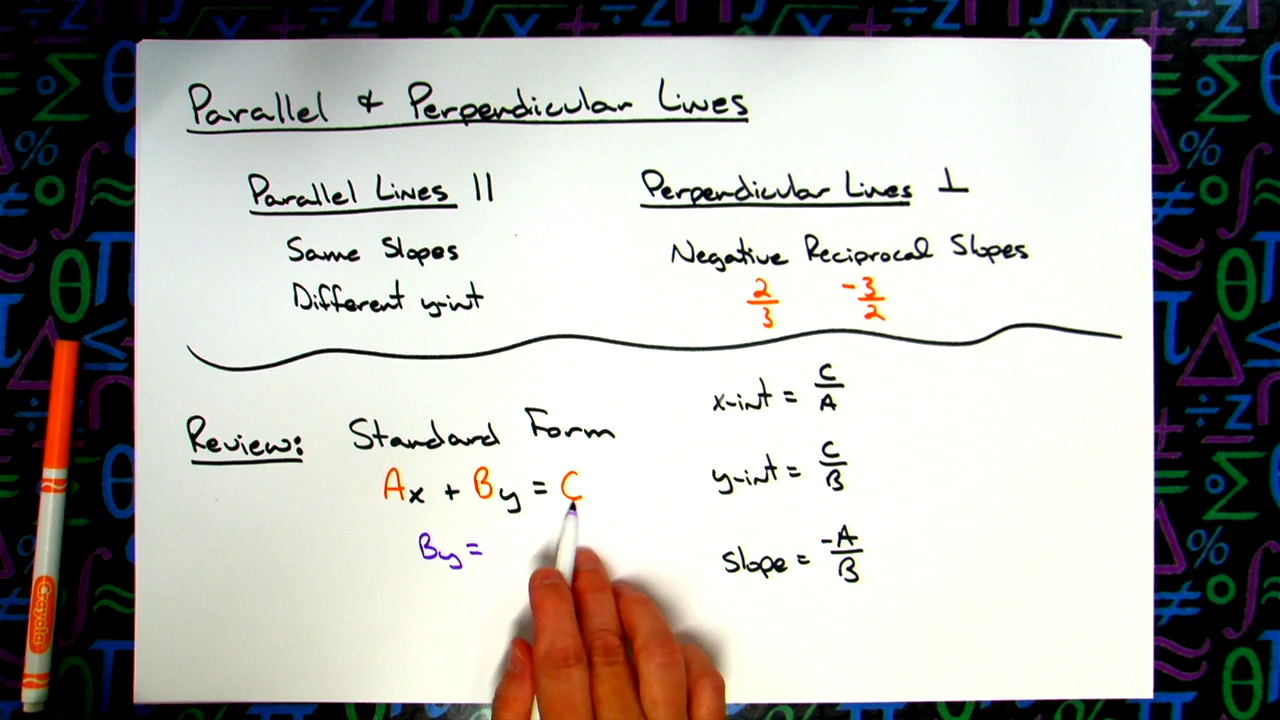 Parallel & Perpendicular Lines
Parallel Lines ||
Same Slopes
Different y-int
Perpendicular Lines ⊥
Negative Reciprocal Slopes
2/3 -3/2
Review: Standard Form
Ax + By = C
By =
x-int = C/A
y-int = C/B
Slope = -A/B
Crayola